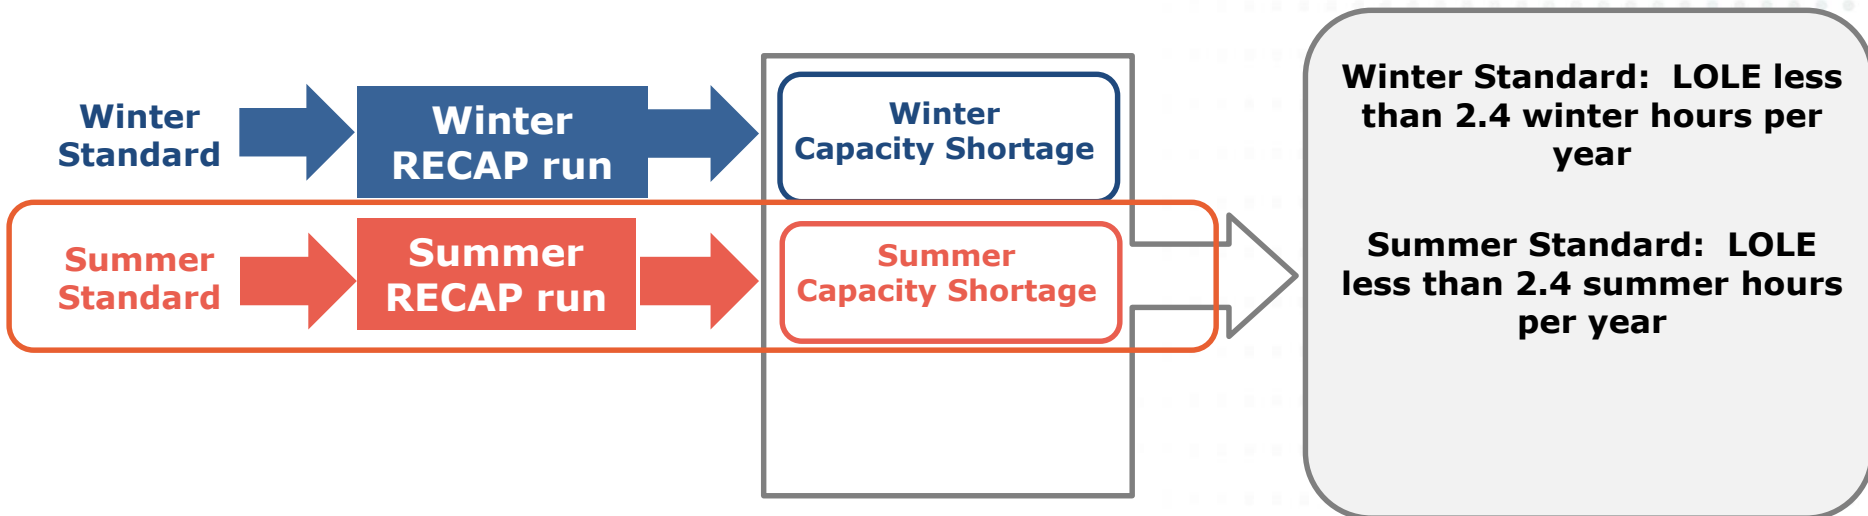 Winter
Standard
Winter
RECAP run
Winter
Capacity Shortage
Summer
Standard
Summer
RECAP run
Summer
Capacity Shortage
Winter Standard:  LOLE less
than 2.4 winter hours per
year
Summer Standard:  LOLE
less than 2.4 summer hours
per year